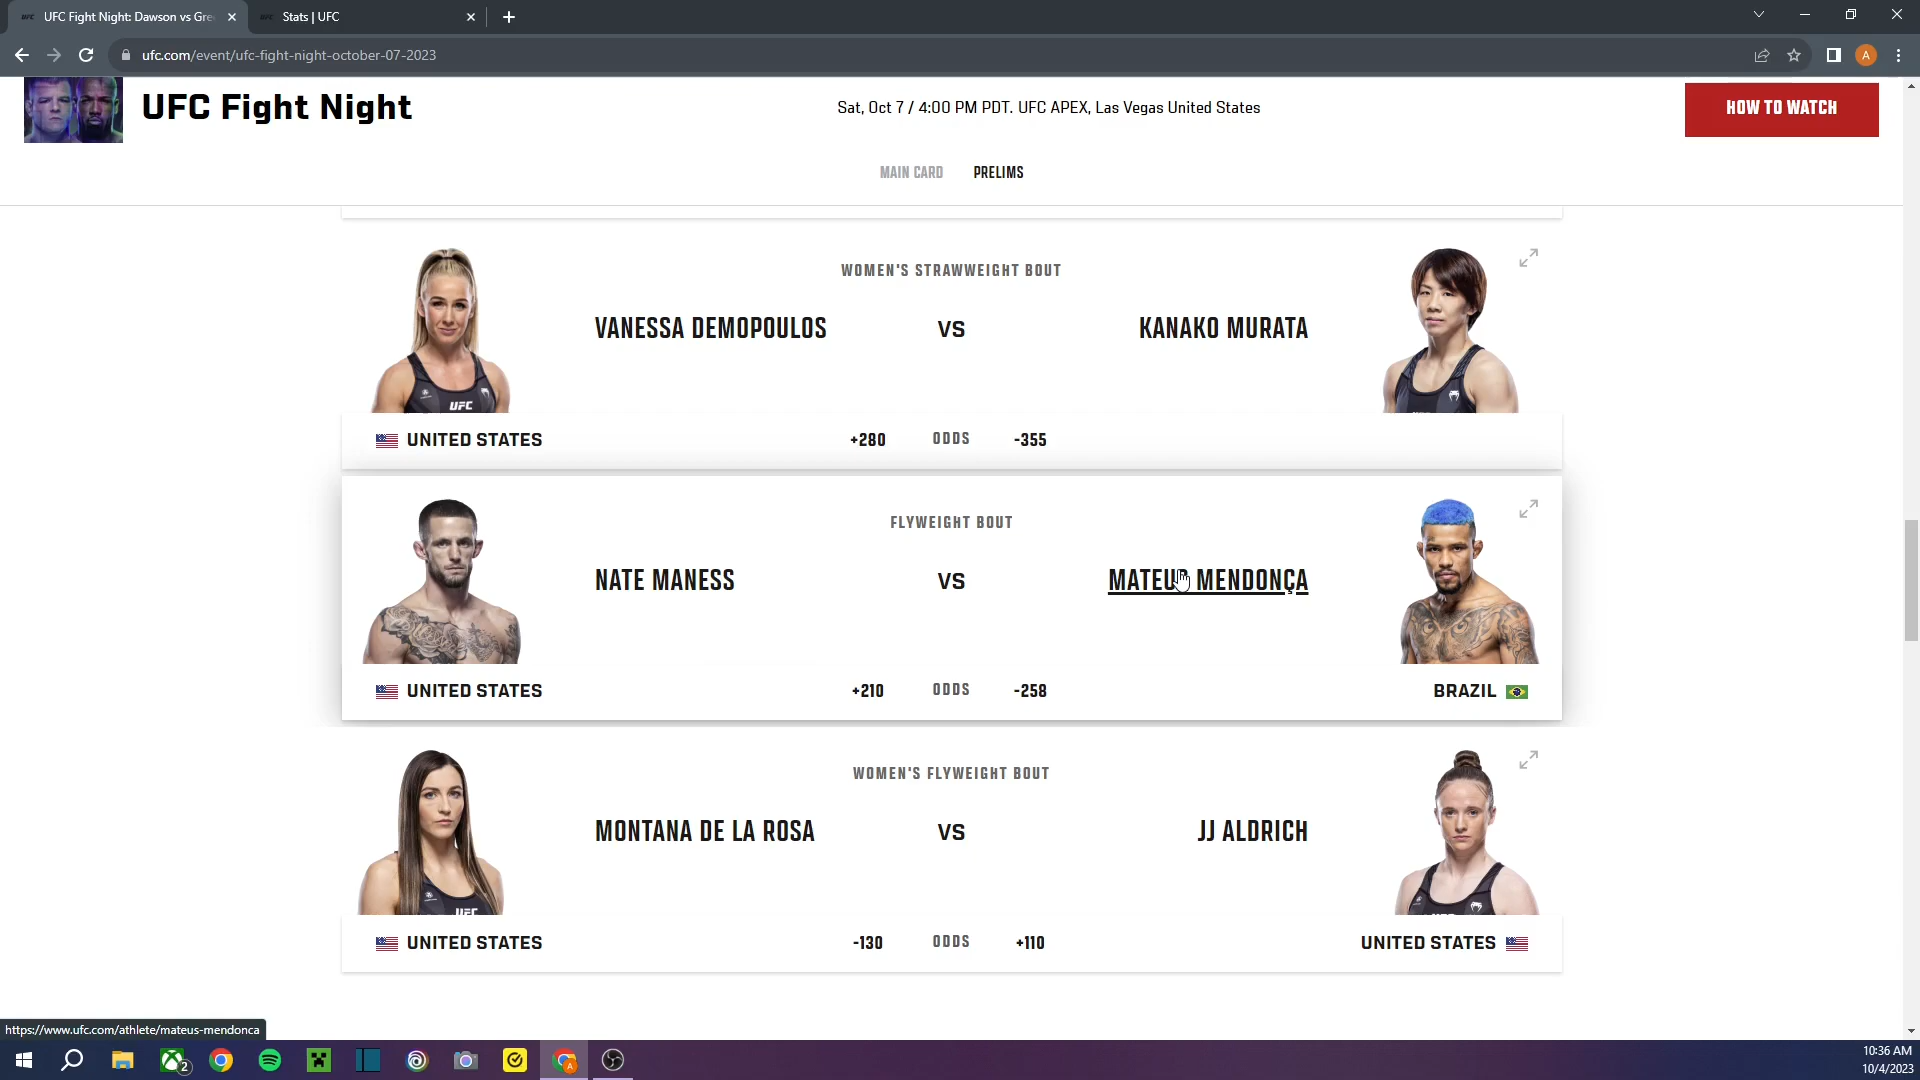 UFC Fight Night: Dawson vs Gre
Stats | UFC
ufc.com/event/ufc-fight-night-october-07-2023
A
UFC Fight Night
Sat, Oct 7 / 4:00 PM PDT. UFC APEX, Las Vegas United States
HOW TO WATCH
MAIN CARD PRELIMS
WOMEN'S STRAWWEIGHT BOUT
VANESSA DEMOPOULOS VS KANAKO MURATA
UFC
UNITED STATES +280 ODDS -355
FLYWEIGHT BOUT
NATE MANESS VS MATEUS MENDONÇA
UNITED STATES +210 ODDS -258 BRAZIL
WOMEN'S FLYWEIGHT BOUT
MONTANA DE LA ROSA VS JJ ALDRICH
UFC
UNITED STATES -130 ODDS +110 UNITED STATES
https://www.ufc.com/athlete/mateus-mendonca
2
10:36 AM
10/4/2023